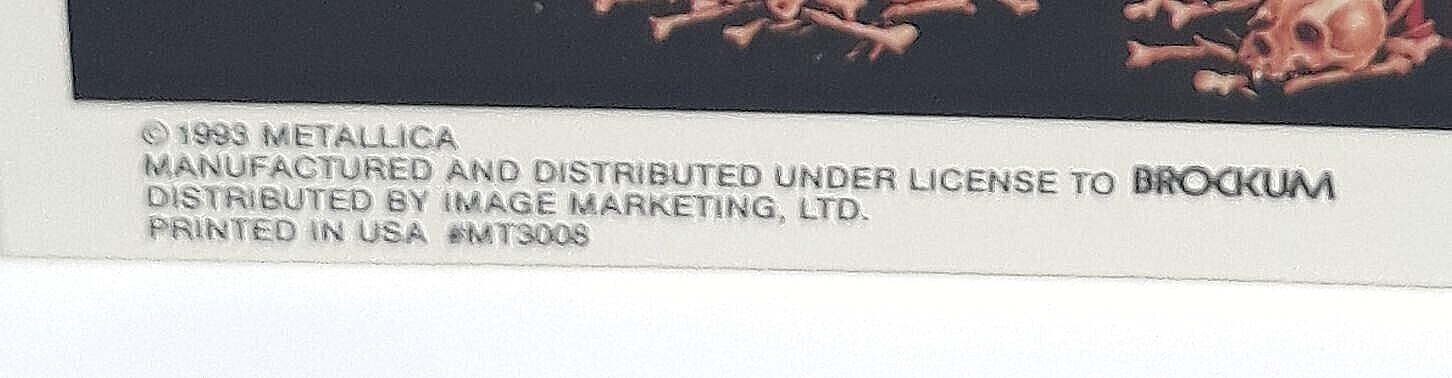 © 1993 METALLICA
MANUFACTURED AND DISTRIBUTED UNDER LICENSE TO BROCKUM
DISTRIBUTED BY IMAGE MARKETING, LTD.
PRINTED IN USA #MT3008